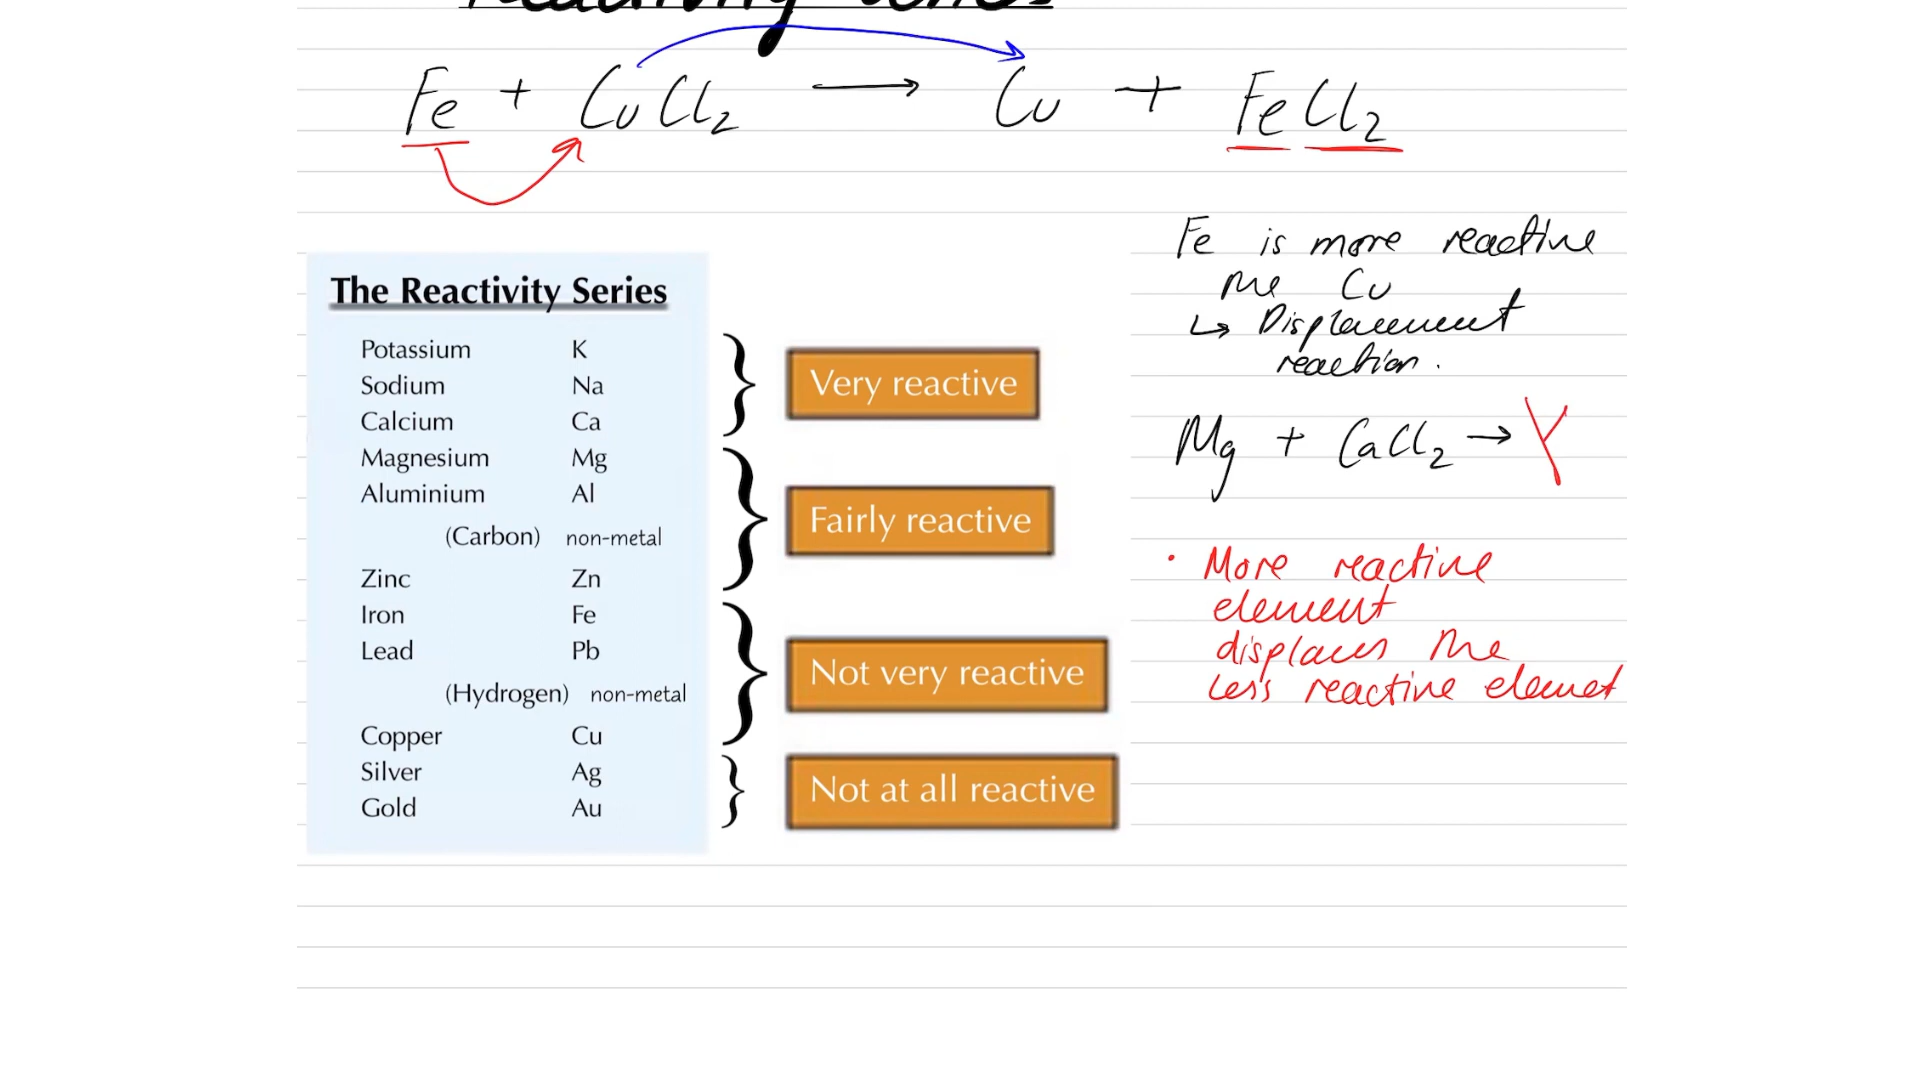 Reactivity Series
Fe + CuCl2 → Cu + FeCl2
The Reactivity Series
Potassium K
Sodium Na
Calcium Ca
Magnesium Mg
Aluminium Al
(Carbon) non-metal
Zinc Zn
Iron Fe
Lead Pb
(Hydrogen) non-metal
Copper Cu
Silver Ag
Gold Au
Very reactive
Fairly reactive
Not very reactive
Not at all reactive
Fe is more reactive
Cu
↳ Displacement
reaction.
Mg + CaCl2 → X
• More reactive
element
displaces the
less reactive elemet